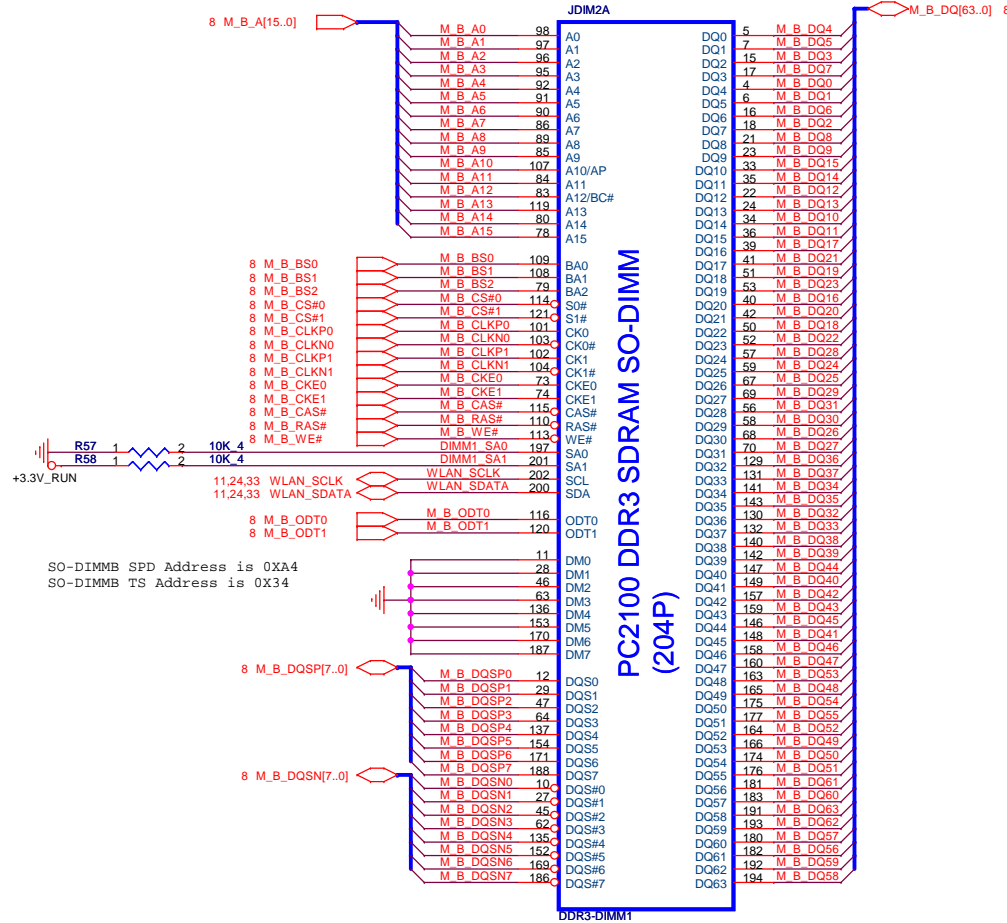 JDIM2A
8 M_B_A[15..0]
M_B_A0 98 A0
M_B_A1 97 A1
M_B_A2 96 A2
M_B_A3 95 A3
M_B_A4 92 A4
M_B_A5 91 A5
M_B_A6 90 A6
M_B_A7 86 A7
M_B_A8 89 A8
M_B_A9 85 A9
M_B_A10 107 A10/AP
M_B_A11 84 A11
M_B_A12 83 A12/BC#
M_B_A13 119 A13
M_B_A14 80 A14
M_B_A15 78 A15
8 M_B_BS0 M_B_BS0 109 BA0
8 M_B_BS1 M_B_BS1 108 BA1
8 M_B_BS2 M_B_BS2 79 BA2
8 M_B_CS#0 M_B_CS#0 114 S0#
8 M_B_CS#1 M_B_CS#1 121 S1#
8 M_B_CLKP0 M_B_CLKP0 101 CK0
8 M_B_CLKN0 M_B_CLKN0 103 CK0#
8 M_B_CLKP1 M_B_CLKP1 102 CK1
8 M_B_CLKN1 M_B_CLKN1 104 CK1#
8 M_B_CKE0 M_B_CKE0 73 CKE0
8 M_B_CKE1 M_B_CKE1 74 CKE1
8 M_B_CAS# M_B_CAS# 115 CAS#
8 M_B_RAS# M_B_RAS# 110 RAS#
8 M_B_WE# M_B_WE# 113 WE#
R57 1 2 10K_4 DIMM1_SA0 197 SA0
R58 1 2 10K_4 DIMM1_SA1 201 SA1
+3.3V_RUN
11,24,33 WLAN_SCLK WLAN_SCLK 202 SCL
11,24,33 WLAN_SDATA WLAN_SDATA 200 SDA
8 M_B_ODT0 M_B_ODT0 116 ODT0
8 M_B_ODT1 M_B_ODT1 120 ODT1
SO-DIMMB SPD Address is 0XA4
SO-DIMMB TS Address is 0X34
11 DM0
28 DM1
46 DM2
63 DM3
136 DM4
153 DM5
170 DM6
187 DM7
8 M_B_DQSP[7..0]
M_B_DQSP0 12 DQS0
M_B_DQSP1 29 DQS1
M_B_DQSP2 47 DQS2
M_B_DQSP3 64 DQS3
M_B_DQSP4 137 DQS4
M_B_DQSP5 154 DQS5
M_B_DQSP6 171 DQS6
M_B_DQSP7 188 DQS7
8 M_B_DQSN[7..0]
M_B_DQSN0 10 DQS#0
M_B_DQSN1 27 DQS#1
M_B_DQSN2 45 DQS#2
M_B_DQSN3 62 DQS#3
M_B_DQSN4 135 DQS#4
M_B_DQSN5 152 DQS#5
M_B_DQSN6 169 DQS#6
M_B_DQSN7 186 DQS#7
PC2100 DDR3 SDRAM SO-DIMM
(204P)
M_B_DQ[63..0] 8
DQ0 5 M_B_DQ4
DQ1 7 M_B_DQ5
DQ2 15 M_B_DQ3
DQ3 17 M_B_DQ7
DQ4 4 M_B_DQ0
DQ5 6 M_B_DQ1
DQ6 16 M_B_DQ6
DQ7 18 M_B_DQ2
DQ8 21 M_B_DQ8
DQ9 23 M_B_DQ9
DQ10 33 M_B_DQ15
DQ11 35 M_B_DQ14
DQ12 22 M_B_DQ12
DQ13 24 M_B_DQ13
DQ14 34 M_B_DQ10
DQ15 36 M_B_DQ11
DQ16 39 M_B_DQ17
DQ17 41 M_B_DQ21
DQ18 51 M_B_DQ19
DQ19 53 M_B_DQ23
DQ20 40 M_B_DQ16
DQ21 42 M_B_DQ20
DQ22 50 M_B_DQ18
DQ23 52 M_B_DQ22
DQ24 57 M_B_DQ28
DQ25 59 M_B_DQ24
DQ26 67 M_B_DQ25
DQ27 69 M_B_DQ29
DQ28 56 M_B_DQ31
DQ29 58 M_B_DQ30
DQ30 68 M_B_DQ26
DQ31 70 M_B_DQ27
DQ32 129 M_B_DQ36
DQ33 131 M_B_DQ37
DQ34 141 M_B_DQ34
DQ35 143 M_B_DQ35
DQ36 130 M_B_DQ32
DQ37 132 M_B_DQ33
DQ38 140 M_B_DQ38
DQ39 142 M_B_DQ39
DQ40 147 M_B_DQ44
DQ41 149 M_B_DQ40
DQ42 157 M_B_DQ42
DQ43 159 M_B_DQ43
DQ44 146 M_B_DQ45
DQ45 148 M_B_DQ41
DQ46 158 M_B_DQ46
DQ47 160 M_B_DQ47
DQ48 163 M_B_DQ53
DQ49 165 M_B_DQ48
DQ50 175 M_B_DQ54
DQ51 177 M_B_DQ55
DQ52 164 M_B_DQ52
DQ53 166 M_B_DQ49
DQ54 174 M_B_DQ50
DQ55 176 M_B_DQ51
DQ56 181 M_B_DQ61
DQ57 183 M_B_DQ60
DQ58 191 M_B_DQ63
DQ59 193 M_B_DQ62
DQ60 180 M_B_DQ57
DQ61 182 M_B_DQ56
DQ62 192 M_B_DQ59
DQ63 194 M_B_DQ58
DDR3-DIMM1